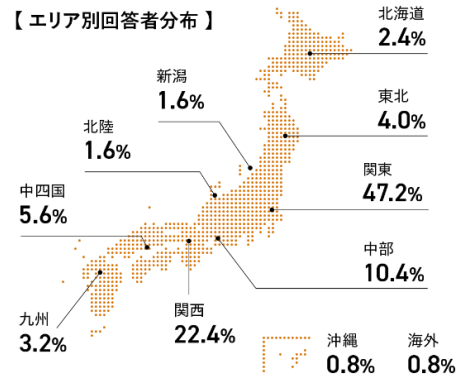 【 エリア別回答者分布 】
北海道
2.4%
新潟
1.6%
東北
4.0%
北陸
1.6%
関東
47.2%
中四国
5.6%
中部
10.4%
関西
22.4%
九州
3.2%
沖縄
0.8%
海外
0.8%